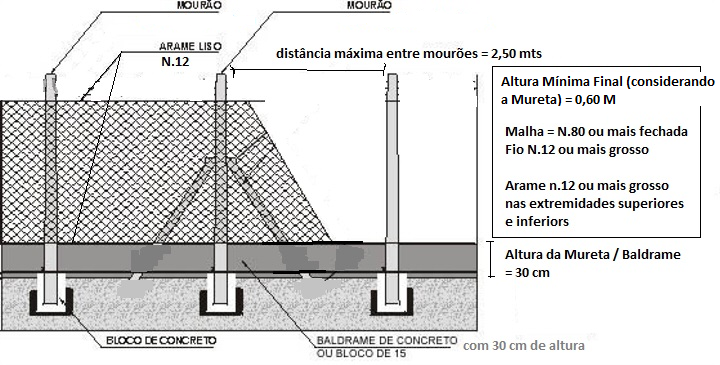 MOURÃO
MOURÃO
ARAME LISO
N.12
distância máxima entre mourões = 2,50 mts
Altura Mínima Final (considerando
a Mureta) = 0,60 M
Malha = N.80 ou mais fechada
Fio N.12 ou mais grosso
Arame n.12 ou mais grosso
nas extremidades superiores
e inferiors
Altura da Mureta / Baldrame
= 30 cm
BLOCO DE CONCRETO
BALDRAME DE CONCRETO
OU BLOCO DE 15
com 30 cm de altura